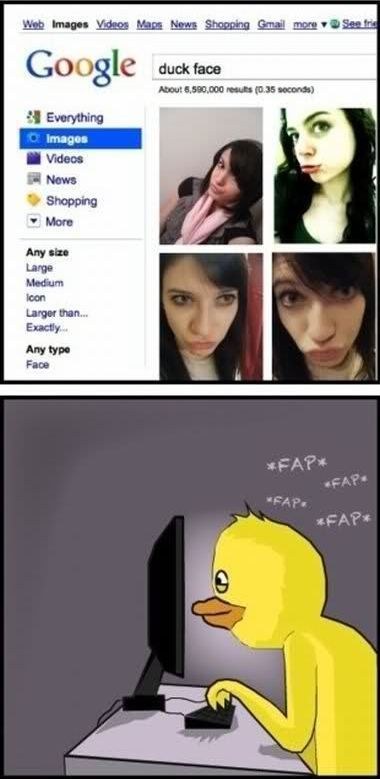 Web Images Videos Maps News Shopping Gmail more ▼ See frie
Google
duck face
About 8,590,000 results (0.35 seconds)
Everything
Images
Videos
News
Shopping
More
Any size
Large
Medium
Icon
Larger than...
Exactly...
Any type
Face
*FAP*
*FAP*
*FAP*
*FAP*